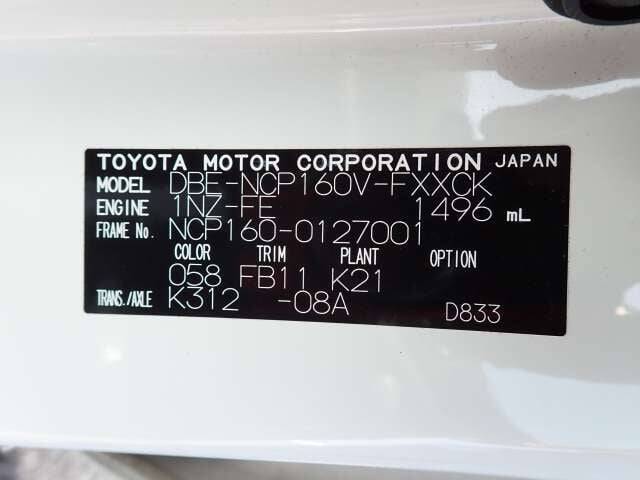 TOYOTA MOTOR CORPORATION JAPAN
MODEL DBE-NCP160V-FXXCK
ENGINE 1NZ-FE 1496 mL
FRAME No. NCP160-0127001
COLOR TRIM PLANT OPTION
058 FB11 K21
TRANS./AXLE K312 -08A
D833